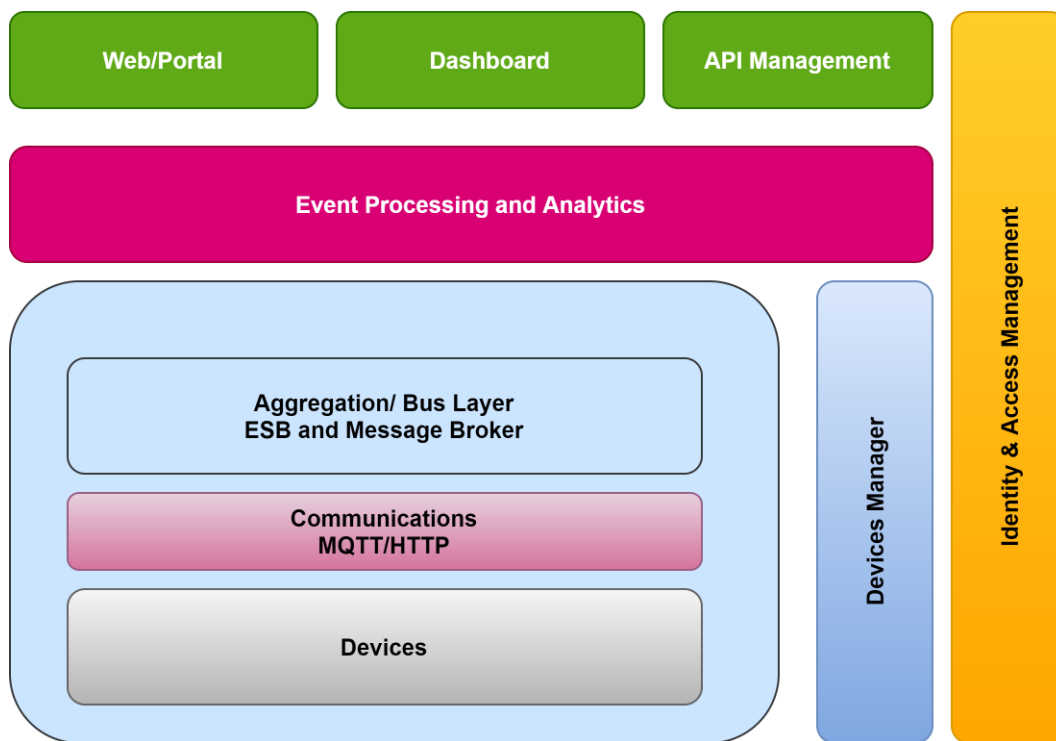 Web/Portal
Dashboard
API Management
Event Processing and Analytics
Aggregation/ Bus Layer
ESB and Message Broker
Communications
MQTT/HTTP
Devices
Devices Manager
Identity & Access Management